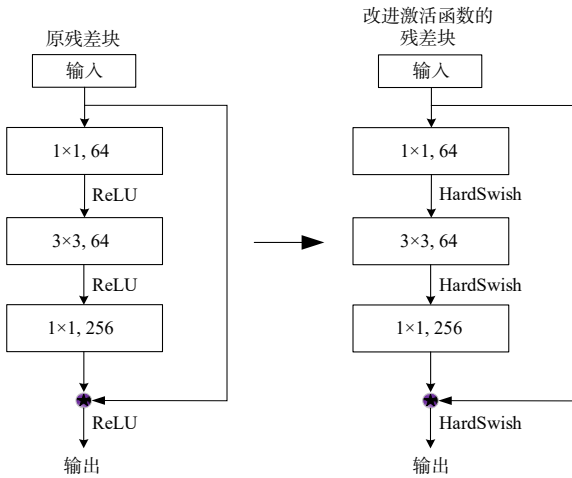 原残差块
输入
1×1, 64
ReLU
3×3, 64
ReLU
1×1, 256
ReLU
输出
改进激活函数的
残差块
输入
1×1, 64
HardSwish
3×3, 64
HardSwish
1×1, 256
HardSwish
输出